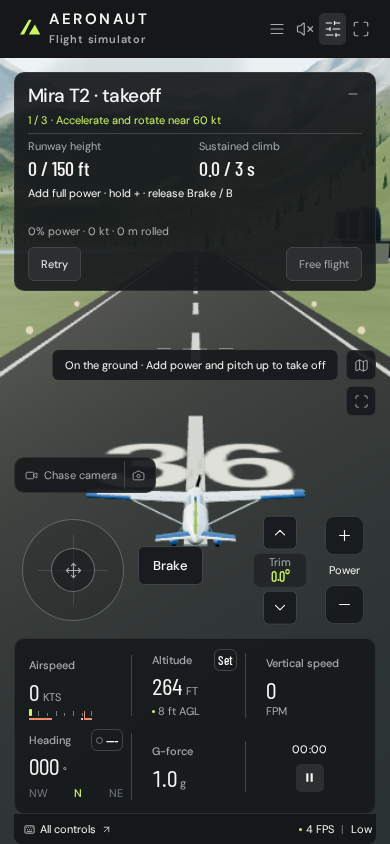 AERONAUT
Flight simulator
Mira T2 · takeoff
1 / 3 · Accelerate and rotate near 60 kt
Runway height
Sustained climb
0 / 150 ft
0.0 / 3 s
Add full power · hold + · release Brake / B
0% power · 0 kt · 0 m rolled
Retry
Free flight
On the ground · Add power and pitch up to take off
36
Chase camera
Brake
Trim
0.0°
Power
Airspeed
0 KTS
Altitude
Set
264 FT
8 ft AGL
Vertical speed
0
FPM
Heading
000 °
NW N NE
G-force
1.0 g
00:00
All controls
4 FPS | Low